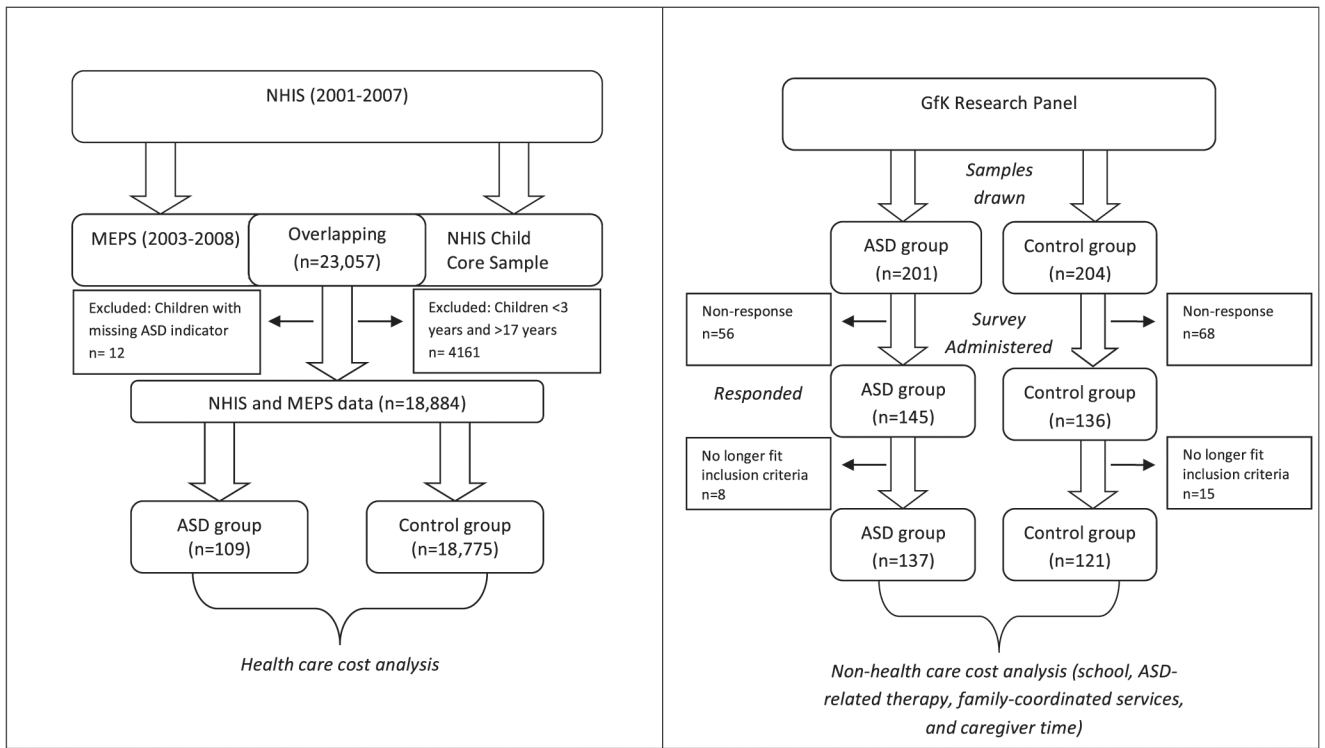 NHIS (2001-2007)
MEPS (2003-2008)
Overlapping
(n=23,057)
NHIS Child
Core Sample
Excluded: Children with
missing ASD indicator
n= 12
Excluded: Children <3
years and >17 years
n= 4161
NHIS and MEPS data (n=18,884)
ASD group
(n=109)
Control group
(n=18,775)
Health care cost analysis
GfK Research Panel
Samples
drawn
ASD group
(n=201)
Control group
(n=204)
Non-response
n=56
Survey
Administered
Non-response
n=68
Responded
ASD group
(n=145)
Control group
(n=136)
No longer fit
inclusion criteria
n=8
No longer fit
inclusion criteria
n=15
ASD group
(n=137)
Control group
(n=121)
Non-health care cost analysis (school, ASD-
related therapy, family-coordinated services,
and caregiver time)